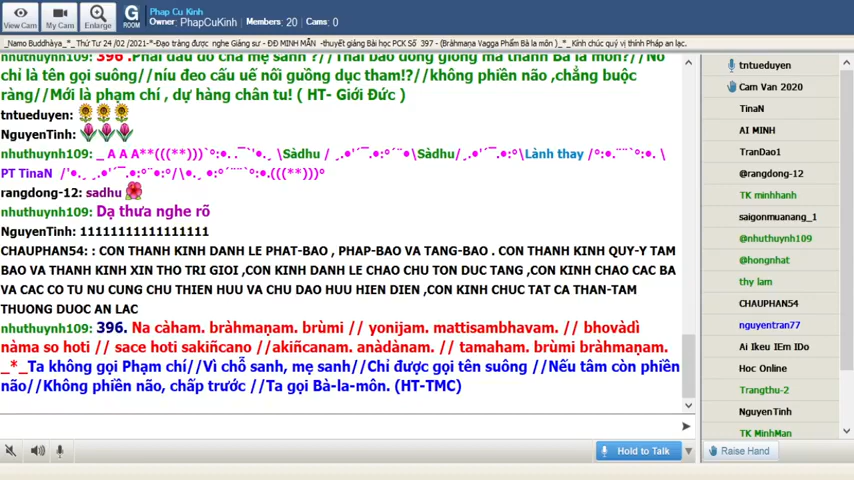 View Cam
My Cam
Enlarge
G
ROOM
Phap Cu Kinh
Owner: PhapCuKinh
Members: 20
Cams: 0
_Namo Buddhàya_*_ Thứ Tư 24 /02 /2021-*-Đạo tràng được nghe Giảng sư - ĐĐ MINH MẪN -thuyết giảng Bài học PCK Số 397 - (Bràhmaṇa Vagga Phẩm Bà la môn )_*_ Kính chúc quý vị thính Pháp an lạc.
chỉ là tên gọi suông//níu đeo cấu uế nổi guồng dục tham!?//không phiền não ,chẳng buộc
ràng//Mới là phạm chí , dự hàng chân tu! ( HT- Giới Đức )
tntueduyen:
NguyenTinh:
nhuthuynh109: _ A A A**(((**)))`°:•. .¯`'•.¸ \Sàdhu / ¸.•'´¯.•:°´¨•\Sàdhu/¸.•'´¯.•:°\Lành thay /°:•.¨¨`°:•. \
PT TinaN /'•.¸ ¸.•'´¯.•:°¨°:°/\•.¸ •:°´¨¨`°:•.(((**)))°
rangdong-12: sadhu
nhuthuynh109: Dạ thưa nghe rõ
NguyenTinh: 11111111111111111
CHAUPHAN54: : CON THANH KINH DANH LE PHAT-BAO , PHAP-BAO VA TANG-BAO . CON THANH KINH QUY-Y TAM
BAO VA THANH KINH XIN THO TRI GIOI ,CON KINH DANH LE CHAO CHU TON DUC TANG ,CON KINH CHAO CAC BA
VA CAC CO TU NU CUNG CHU THIEN HUU VA CHU DAO HUU HIEN DIEN ,CON KINH CHUC TAT CA THAN-TAM
THUONG DUOC AN LAC
nhuthuynh109: 396. Na càham. bràhmaṇam. brùmi // yonijam. mattisambhavam. // bhovàdì
nàma so hoti // sace hoti sakiñcano //akiñcanam. anàdànam. // tamaham. brùmi bràhmaṇam.
_*_Ta không gọi Phạm chí//Vì chỗ sanh, mẹ sanh//Chỉ được gọi tên suông //Nếu tâm còn phiền
não//Không phiền não, chấp trước //Ta gọi Bà-la-môn. (HT-TMC)
tntueduyen
Cam Van 2020
TinaN
AI MINH
TranDao1
@rangdong-12
TK minhhanh
saigonmuanang_1
@nhuthuynh109
@hongnhat
thy lam
CHAUPHAN54
nguyentran77
Ai Ikeu IEm IDo
Hoc Online
Trangthu-2
NguyenTinh
TK MinhMan
Hold to Talk
Raise Hand